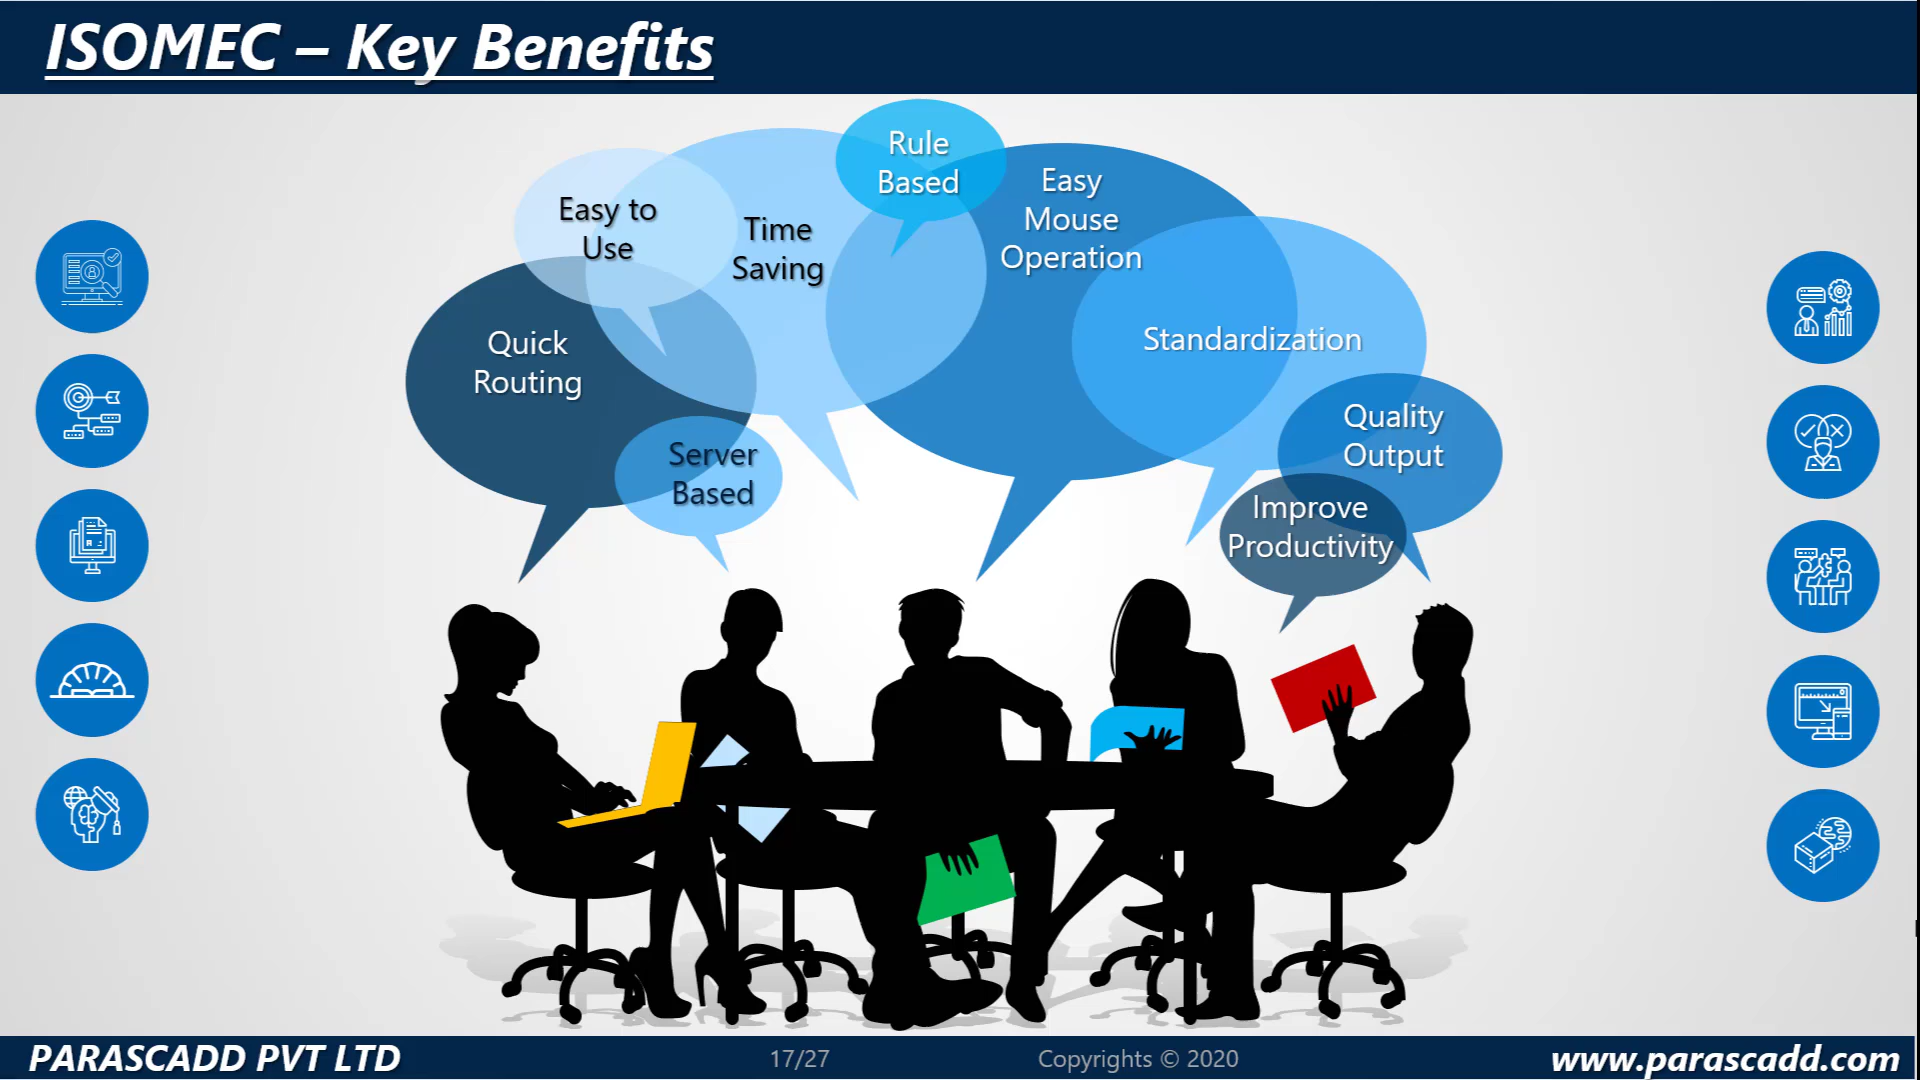 ISOMEC – Key Benefits
Rule
Based
Easy to
Use
Time
Saving
Easy
Mouse
Operation
Quick
Routing
Standardization
Server
Based
Quality
Output
Improve
Productivity
PARASCADD PVT LTD
17/27
Copyrights © 2020
www.parascadd.com